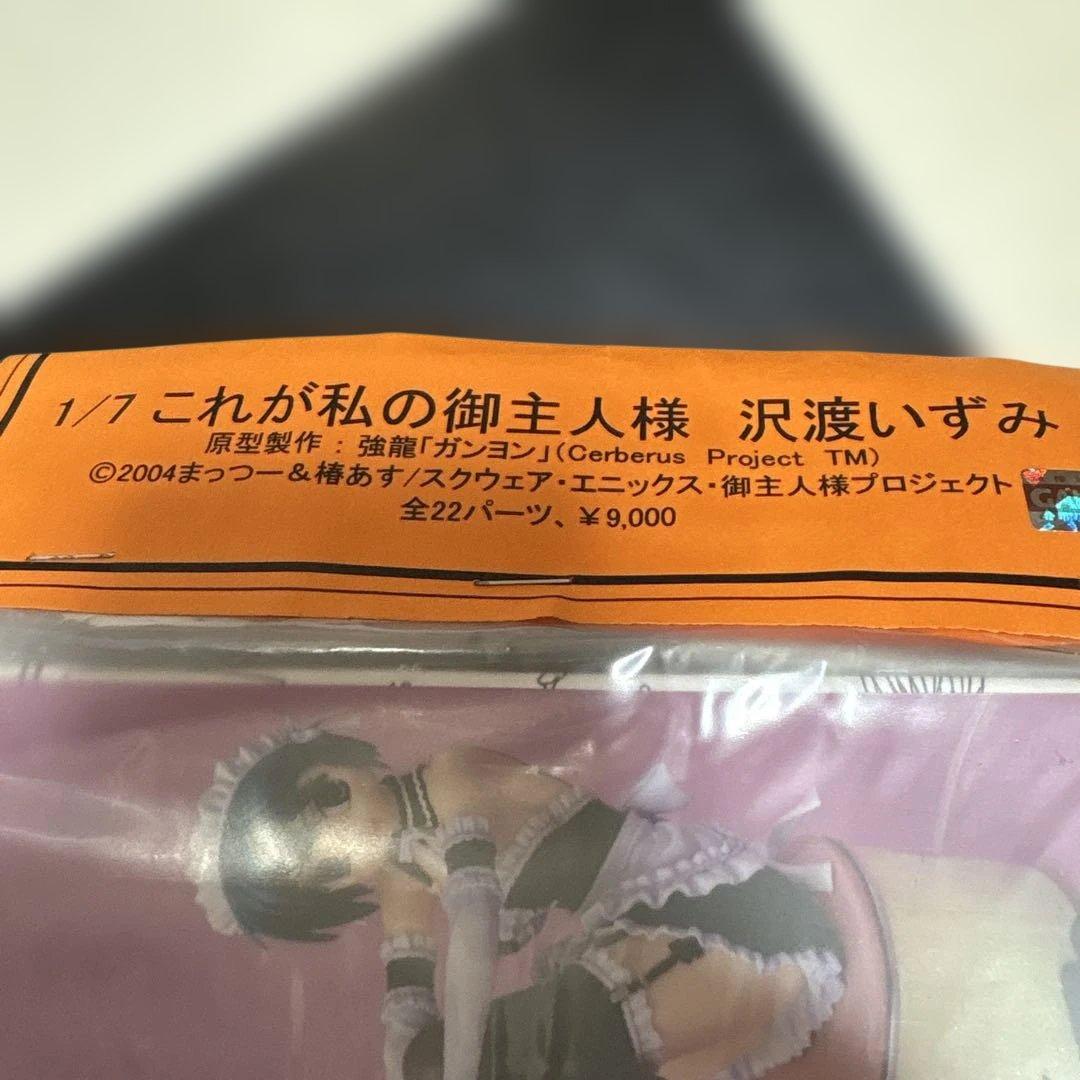 1/7 これが私の御主人様 沢渡いずみ
原型製作：強龍「ガンヨン」(Cerberus Project TM)
©2004まっつー＆椿あす/スクウェア・エニックス・御主人様プロジェクト
全22パーツ、￥9,000